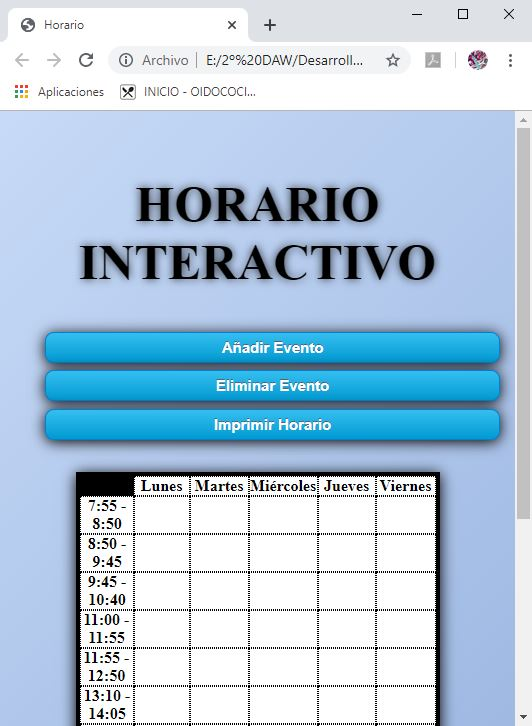 Horario
Archivo E:/2º%20DAW/Desarroll...
Aplicaciones INICIO - OIDOCOCI...
HORARIO
INTERACTIVO
Añadir Evento
Eliminar Evento
Imprimir Horario
Lunes Martes Miércoles Jueves Viernes
7:55 -
8:50
8:50 -
9:45
9:45 -
10:40
11:00 -
11:55
11:55 -
12:50
13:10 -
14:05